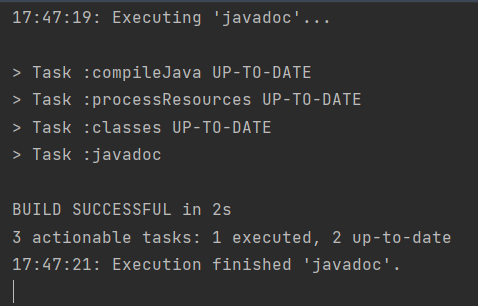 17:47:19: Executing 'javadoc'...
> Task :compileJava UP-TO-DATE
> Task :processResources UP-TO-DATE
> Task :classes UP-TO-DATE
> Task :javadoc
BUILD SUCCESSFUL in 2s
3 actionable tasks: 1 executed, 2 up-to-date
17:47:21: Execution finished 'javadoc'.